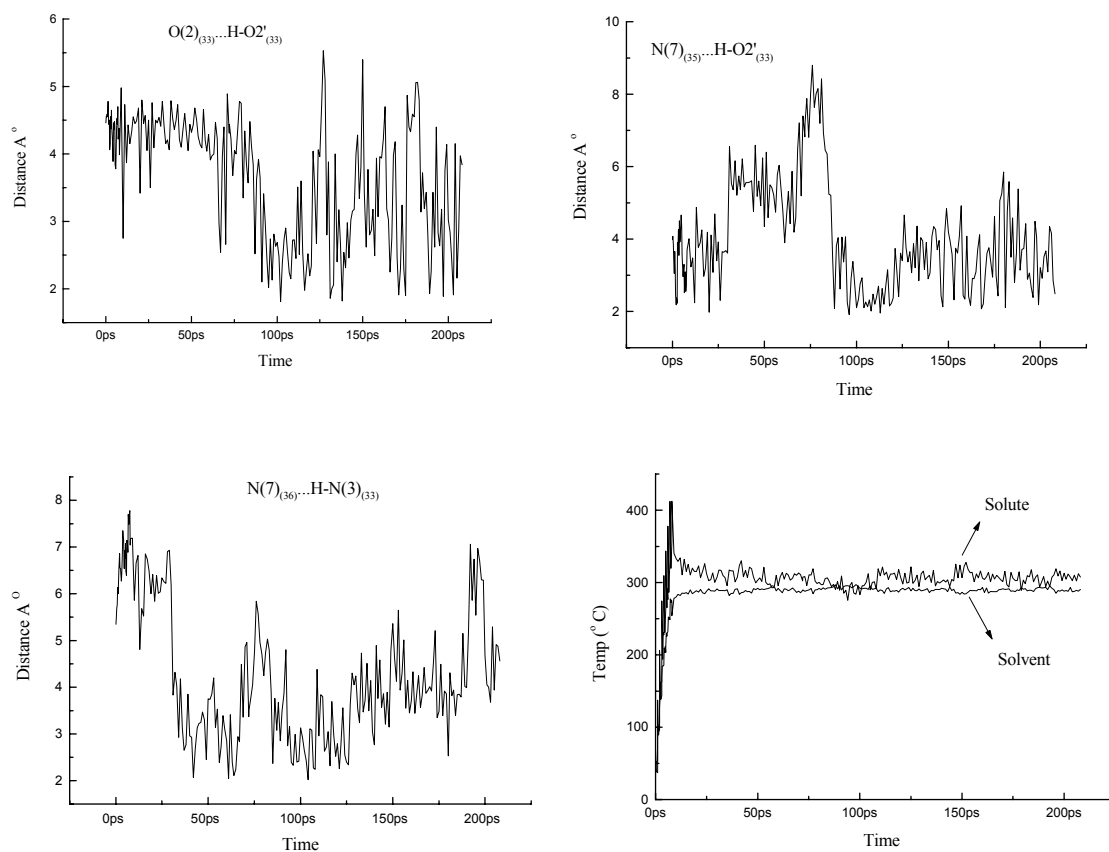 O(2)(33)...H-O2'(33)
6
5
4
3
2
Distance A o
0ps 50ps 100ps 150ps 200ps
Time
N(7)(35)...H-O2'(33)
10
8
6
4
2
Distance A o
0ps 50ps 100ps 150ps 200ps
Time
N(7)(36)...H-N(3)(33)
8
7
6
5
4
3
2
Distance A o
0ps 50ps 100ps 150ps 200ps
Time
400
300
200
100
0
Temp (o C)
Solute
Solvent
0ps 50ps 100ps 150ps 200ps
Time